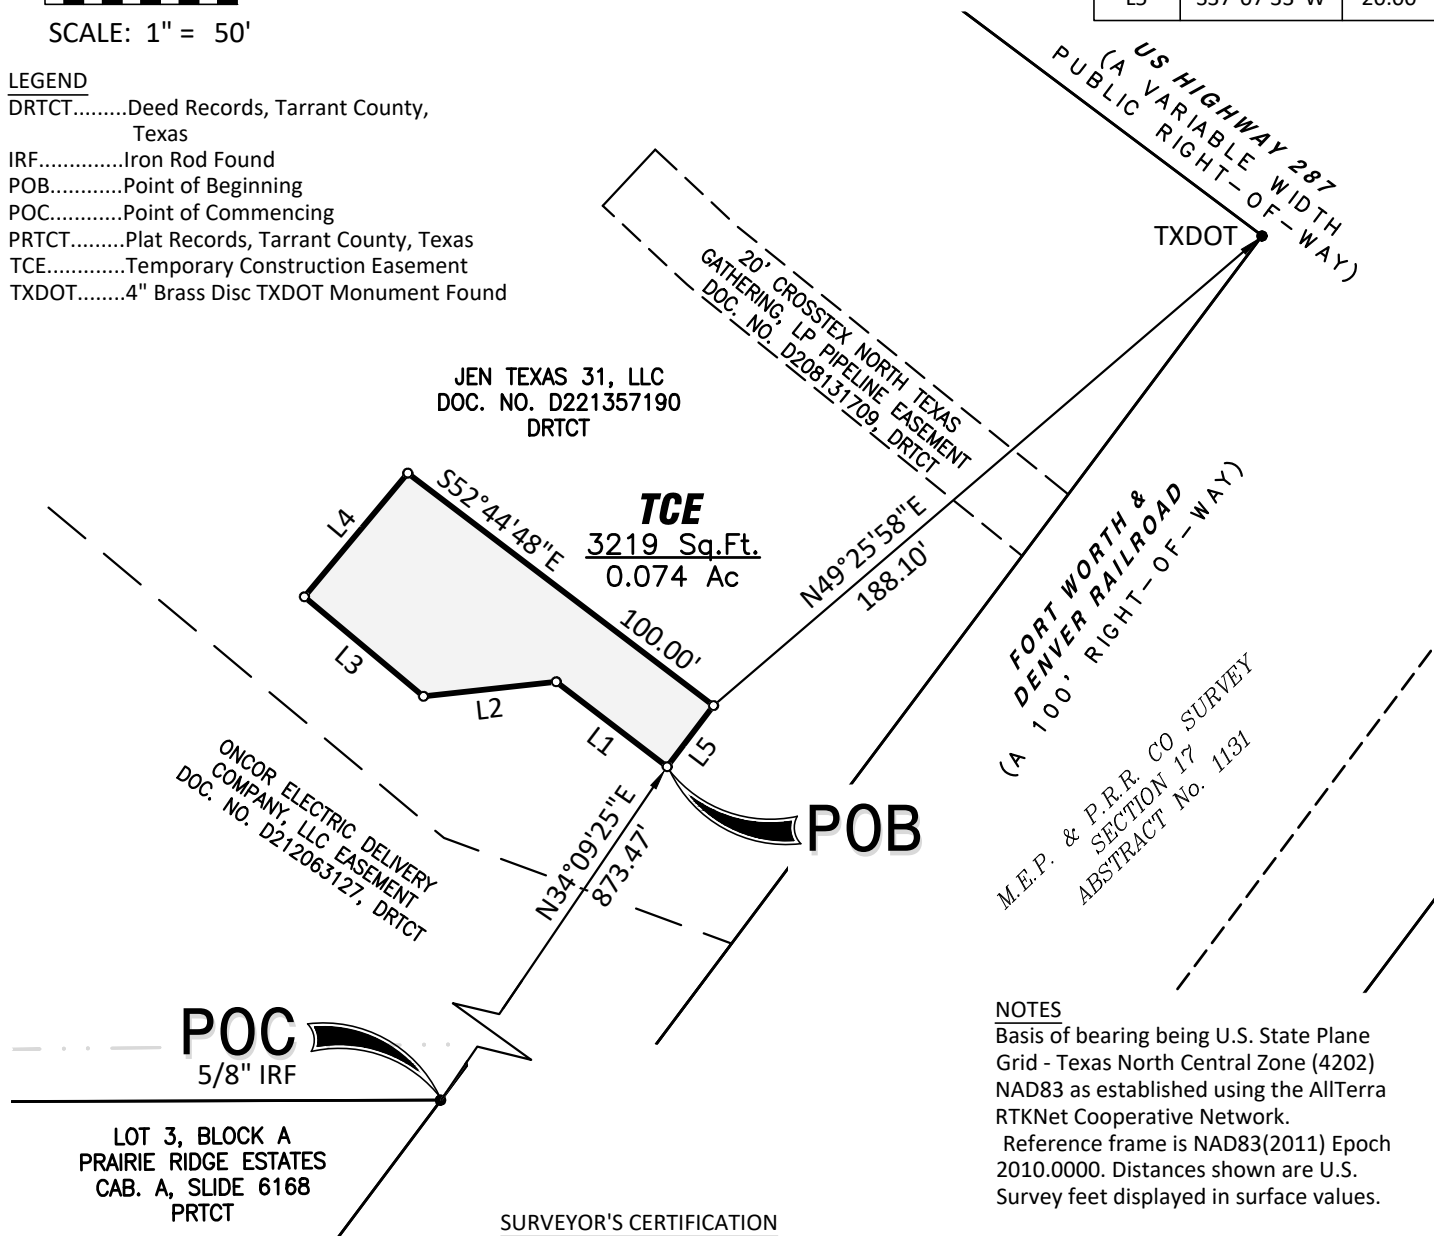 SCALE: 1" = 50'
LEGEND
DRTCT.........Deed Records, Tarrant County,
Texas
IRF..............Iron Rod Found
POB...........Point of Beginning
POC............Point of Commencing
PRTCT.........Plat Records, Tarrant County, Texas
TCE.............Temporary Construction Easement
TXDOT........4" Brass Disc TXDOT Monument Found
US HIGHWAY 287
(A VARIABLE WIDTH
PUBLIC RIGHT-OF-WAY)
TXDOT
20' CROSSTEX NORTH TEXAS
GATHERING, LP PIPELINE EASEMENT
DOC. NO. D208131709, DRTCT
JEN TEXAS 31, LLC
DOC. NO. D221357190
DRTCT
S52°44'48"E
100.00'
TCE
3219 Sq.Ft.
0.074 Ac
N49°25'58"E
188.10'
L4
L3
L2
L1
L5
FORT WORTH &
DENVER RAILROAD
(A 100' RIGHT-OF-WAY)
M.E.P. & P.R.R. CO SURVEY
SECTION 17
ABSTRACT No. 1131
ONCOR ELECTRIC DELIVERY
COMPANY, LLC EASEMENT
DOC. NO. D212063127, DRTCT
N34°09'25"E
873.47'
POB
POC
5/8" IRF
LOT 3, BLOCK A
PRAIRIE RIDGE ESTATES
CAB. A, SLIDE 6168
PRTCT
NOTES
Basis of bearing being U.S. State Plane
Grid - Texas North Central Zone (4202)
NAD83 as established using the AllTerra
RTKNet Cooperative Network.
Reference frame is NAD83(2011) Epoch
2010.0000. Distances shown are U.S.
Survey feet displayed in surface values.
SURVEYOR'S CERTIFICATION